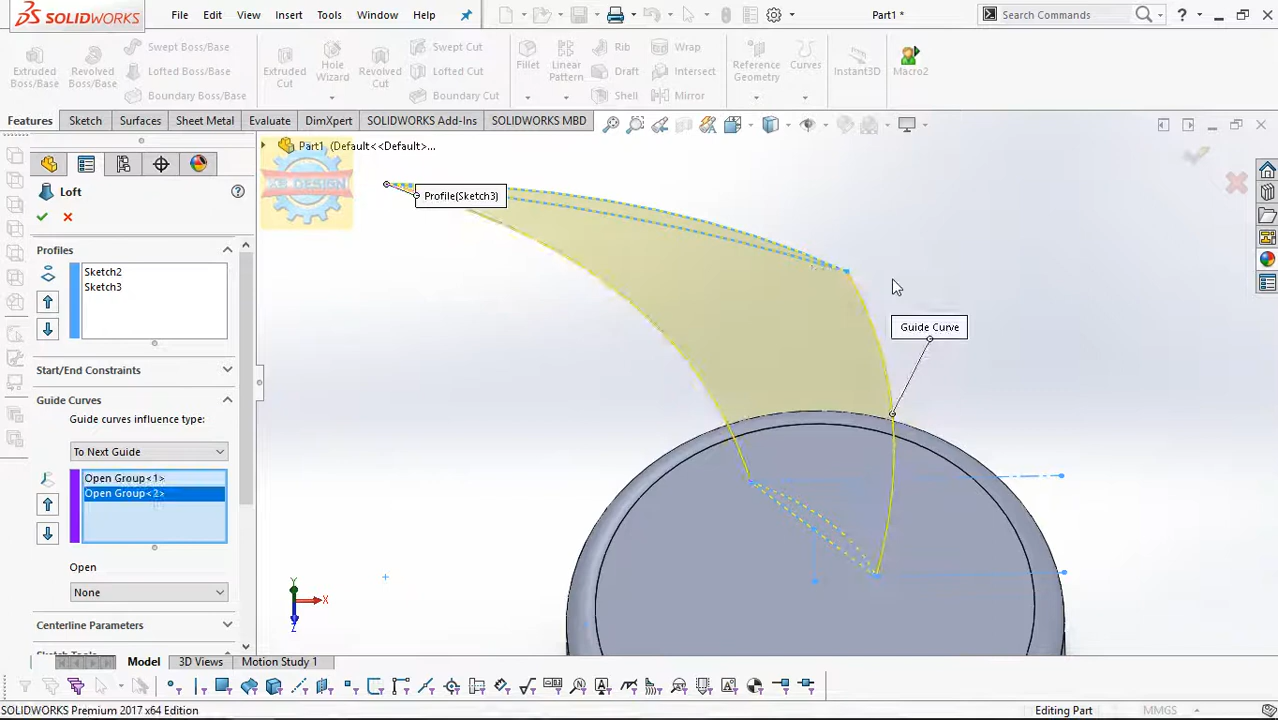 SOLIDWORKS
File
Edit
View
Insert
Tools
Window
Help
Part1 *
Search Commands
?
Extruded Boss/Base
Revolved Boss/Base
Swept Boss/Base
Lofted Boss/Base
Boundary Boss/Base
Extruded Cut
Hole Wizard
Revolved Cut
Swept Cut
Lofted Cut
Boundary Cut
Fillet
Linear Pattern
Rib
Draft
Shell
Wrap
Intersect
Mirror
Reference Geometry
Curves
Instant3D
Macro2
Features
Sketch
Surfaces
Sheet Metal
Evaluate
DimXpert
SOLIDWORKS Add-Ins
SOLIDWORKS MBD
Part1 (Default<<Default>...
Loft
?
Profile(Sketch3)
Profiles
Sketch2
Sketch3
Guide Curve
Start/End Constraints
Guide Curves
Guide curves influence type:
To Next Guide
Open Group<1>
Open Group<2>
Open
None
Y
X
Z
Centerline Parameters
Model
3D Views
Motion Study 1
SOLIDWORKS Premium 2017 x64 Edition
Editing Part
MMGS